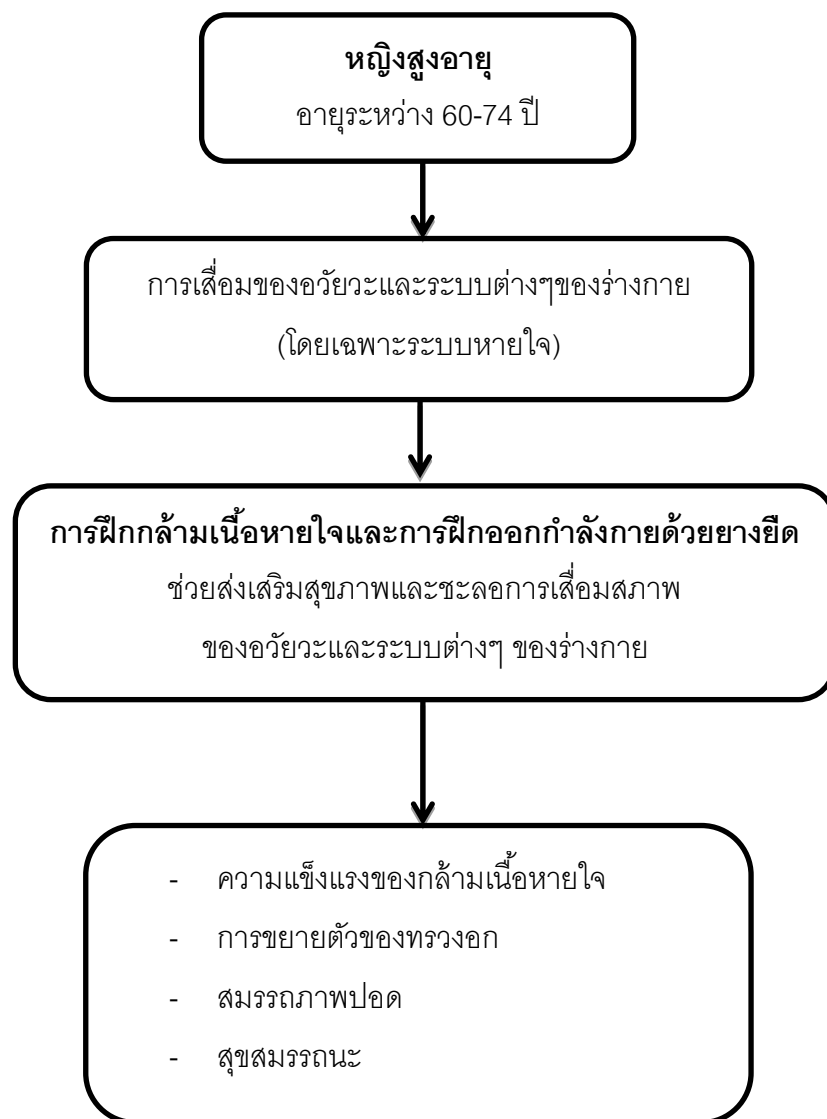 หญิงสูงอายุ
อายุระหว่าง 60-74 ปี
การเสื่อมของอวัยวะและระบบต่างๆของร่างกาย
(โดยเฉพาะระบบหายใจ)
การฝึกกล้ามเนื้อหายใจและการฝึกออกกำลังกายด้วยยางยืด
ช่วยส่งเสริมสุขภาพและชะลอการเสื่อมสภาพ
ของอวัยวะและระบบต่างๆ ของร่างกาย
- ความแข็งแรงของกล้ามเนื้อหายใจ
- การขยายตัวของทรวงอก
- สมรรถภาพปอด
- สุขสมรรถนะ